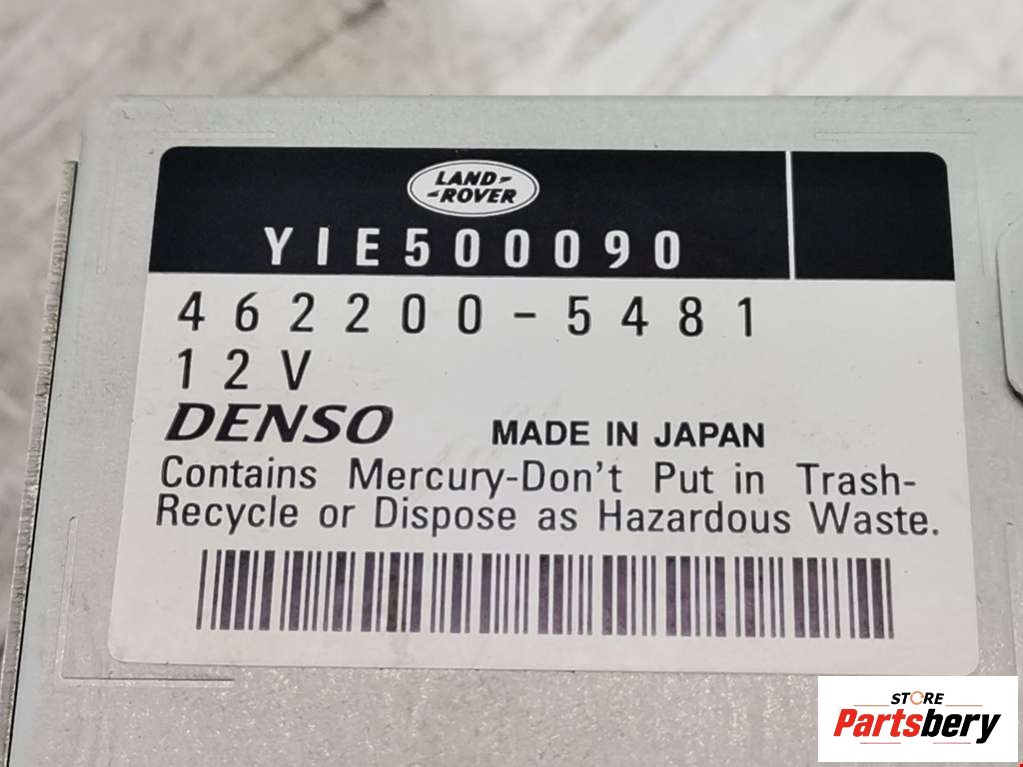 LAND-
-ROVER
YIE500090
462200-5481
12V
DENSO MADE IN JAPAN
Contains Mercury-Don't Put in Trash-
Recycle or Dispose as Hazardous Waste.
STORE
Partsbery